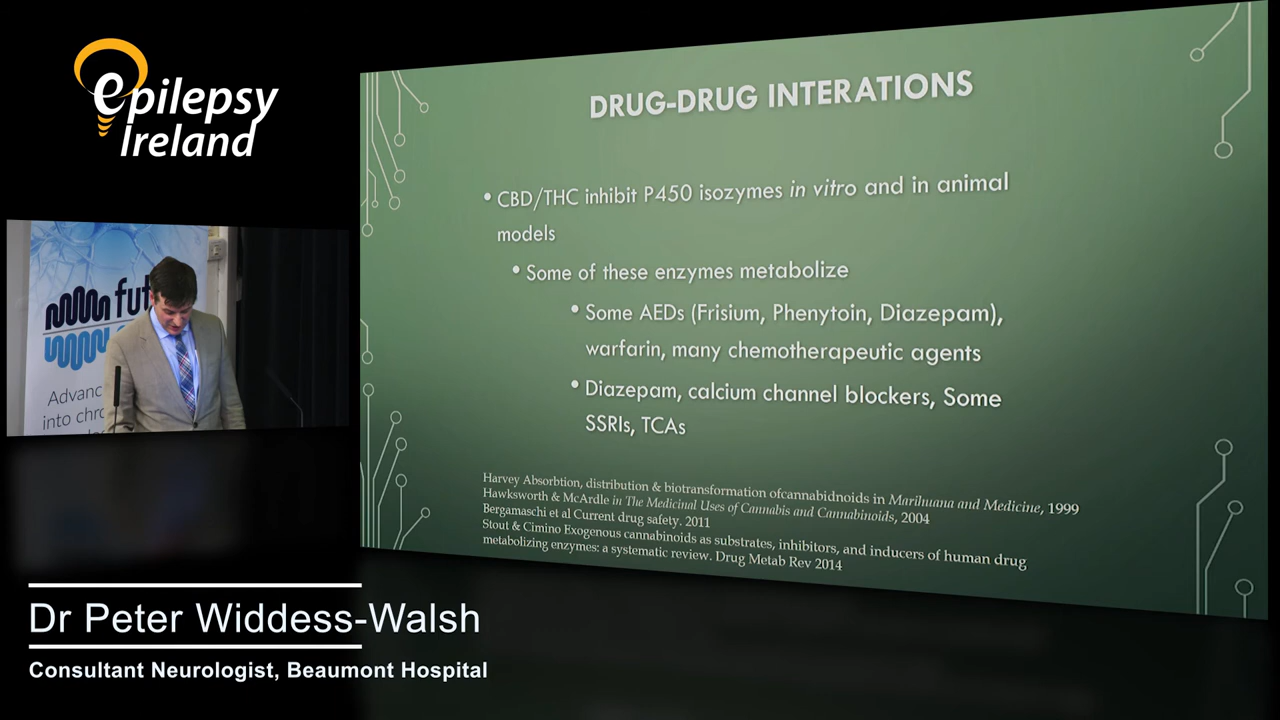 epilepsy
Ireland
DRUG-DRUG INTERATIONS
• CBD/THC inhibit P450 isozymes in vitro and in animal
models
• Some of these enzymes metabolize
• Some AEDs (Frisium, Phenytoin, Diazepam),
warfarin, many chemotherapeutic agents
• Diazepam, calcium channel blockers, Some
SSRIs, TCAs
Harvey Absorbtion, distribution & biotransformation ofcannabidnoids in Marihuana and Medicine, 1999
Hawksworth & McArdle in The Medicinal Uses of Cannabis and Cannabinoids, 2004
Bergamaschi et al Current drug safety. 2011
Stout & Cimino Exogenous cannabinoids as substrates, inhibitors, and inducers of human drug
metabolizing enzymes: a systematic review. Drug Metab Rev 2014
fut
Advanc
into chro
Dr Peter Widdess-Walsh
Consultant Neurologist, Beaumont Hospital